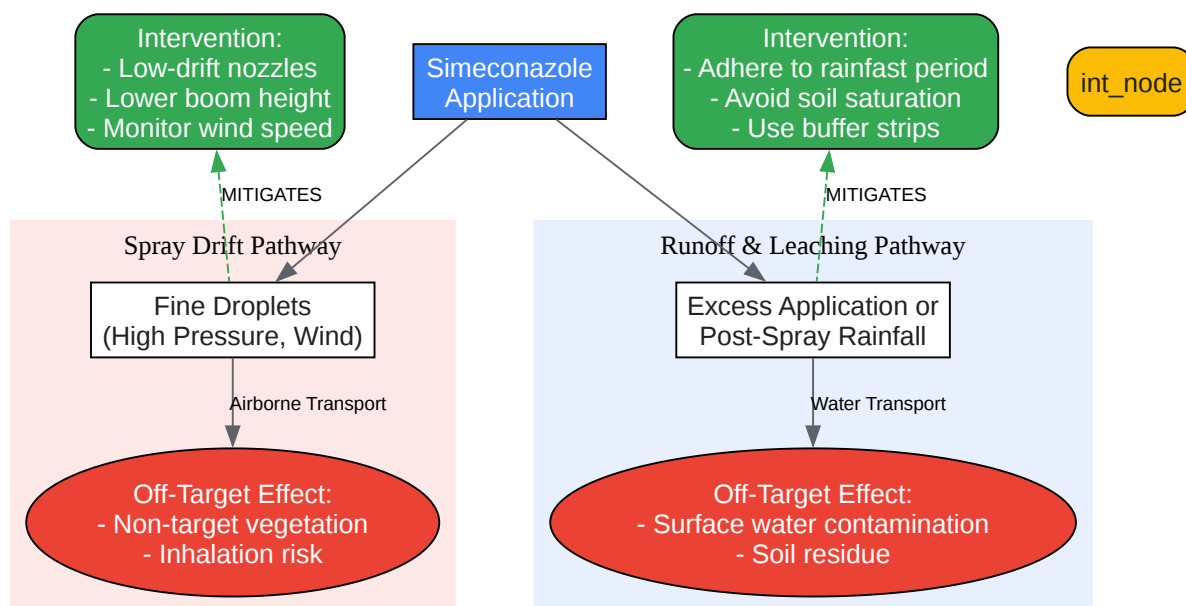 Intervention:
- Low-drift nozzles
- Lower boom height
- Monitor wind speed
Simeconazole
Application
Intervention:
- Adhere to rainfast period
- Avoid soil saturation
- Use buffer strips
int_node
MITIGATES
MITIGATES
Spray Drift Pathway
Runoff & Leaching Pathway
Fine Droplets
(High Pressure, Wind)
Excess Application or
Post-Spray Rainfall
Airborne Transport
Water Transport
Off-Target Effect:
- Non-target vegetation
- Inhalation risk
Off-Target Effect:
- Surface water contamination
- Soil residue